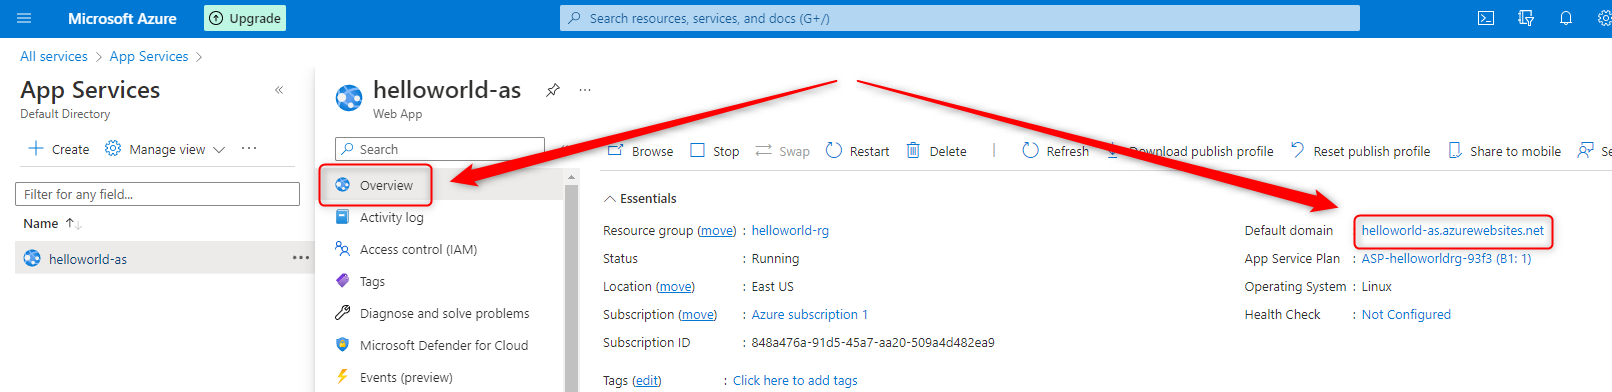 Microsoft Azure
Upgrade
Search resources, services, and docs (G+/)
All services > App Services >
App Services
Default Directory
Create
Manage view
Filter for any field...
Name
helloworld-as
helloworld-as
Web App
Search
Overview
Activity log
Access control (IAM)
Tags
Diagnose and solve problems
Microsoft Defender for Cloud
Events (preview)
Browse Stop Swap Restart Delete Refresh Download publish profile Reset publish profile Share to mobile Se
Essentials
Resource group (move) : helloworld-rg
Status : Running
Location (move) : East US
Subscription (move) : Azure subscription 1
Subscription ID : 848a476a-91d5-45a7-aa20-509a4d482ea9
Tags (edit) : Click here to add tags
Default domain : helloworld-as.azurewebsites.net
App Service Plan : ASP-helloworldrg-93f3 (B1: 1)
Operating System : Linux
Health Check : Not Configured